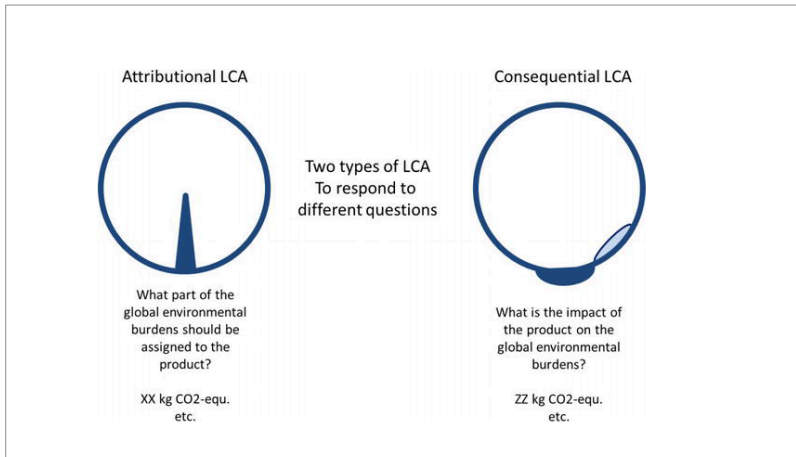 Attributional LCA
Consequential LCA
Two types of LCA
To respond to
different questions
What part of the
global environmental
burdens should be
assigned to the
product?
XX kg CO2-equ.
etc.
What is the impact of
the product on the
global environmental
burdens?
ZZ kg CO2-equ.
etc.